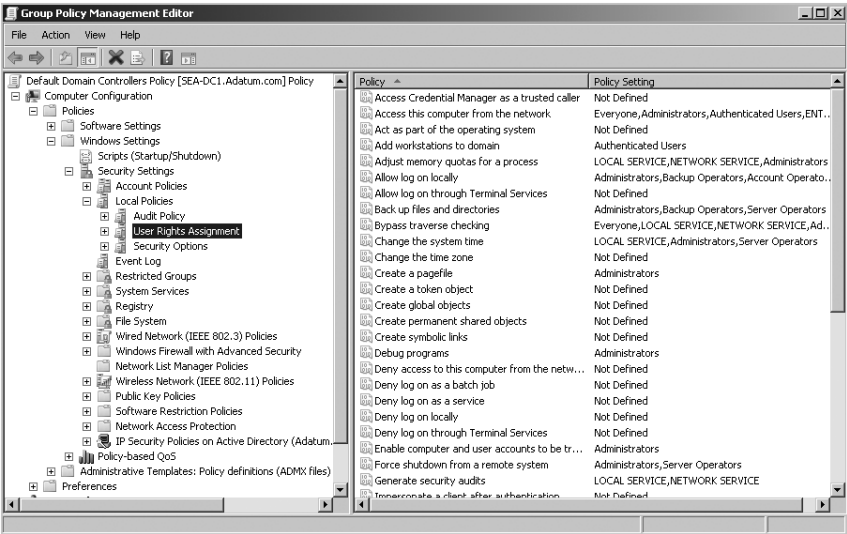 Group Policy Management Editor
File Action View Help
Default Domain Controllers Policy [SEA-DC1.Adatum.com] Policy
Computer Configuration
Policies
Software Settings
Windows Settings
Scripts (Startup/Shutdown)
Security Settings
Account Policies
Local Policies
Audit Policy
User Rights Assignment
Security Options
Event Log
Restricted Groups
System Services
Registry
File System
Wired Network (IEEE 802.3) Policies
Windows Firewall with Advanced Security
Network List Manager Policies
Wireless Network (IEEE 802.11) Policies
Public Key Policies
Software Restriction Policies
Network Access Protection
IP Security Policies on Active Directory (Adatum.
Policy-based QoS
Administrative Templates: Policy definitions (ADMX files)
Preferences
Policy Policy Setting
Access Credential Manager as a trusted caller Not Defined
Access this computer from the network Everyone,Administrators,Authenticated Users,ENT...
Act as part of the operating system Not Defined
Add workstations to domain Authenticated Users
Adjust memory quotas for a process LOCAL SERVICE,NETWORK SERVICE,Administrators
Allow log on locally Administrators,Backup Operators,Account Operato...
Allow log on through Terminal Services Not Defined
Back up files and directories Administrators,Backup Operators,Server Operators
Bypass traverse checking Everyone,LOCAL SERVICE,NETWORK SERVICE,Ad...
Change the system time LOCAL SERVICE,Administrators,Server Operators
Change the time zone Not Defined
Create a pagefile Administrators
Create a token object Not Defined
Create global objects Not Defined
Create permanent shared objects Not Defined
Create symbolic links Not Defined
Debug programs Administrators
Deny access to this computer from the netw... Not Defined
Deny log on as a batch job Not Defined
Deny log on as a service Not Defined
Deny log on locally Not Defined
Deny log on through Terminal Services Not Defined
Enable computer and user accounts to be tr... Administrators
Force shutdown from a remote system Administrators,Server Operators
Generate security audits LOCAL SERVICE,NETWORK SERVICE
Impersonate a client after authentication Not Defined